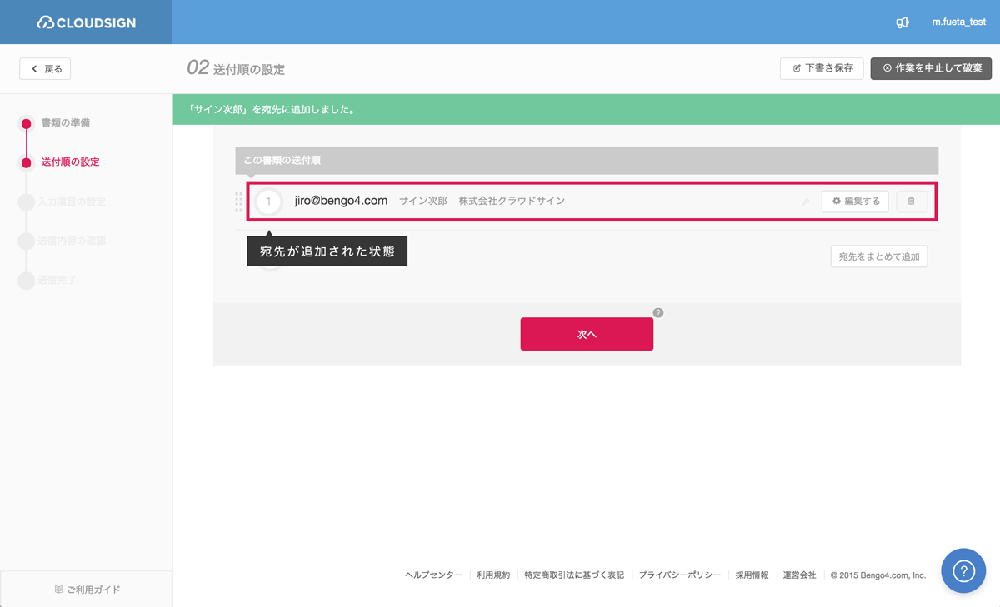 CLOUDSIGN
m.fueta_test
戻る
02 送付順の設定
下書き保存
作業を中止して破棄
「サイン次郎」を宛先に追加しました。
書類の準備
送付順の設定
入力項目の設定
送信内容の確認
送信完了
この書類の送付順
1
jiro@bengo4.com サイン次郎 株式会社クラウドサイン
編集する
宛先が追加された状態
宛先をまとめて追加
?
次へ
ヘルプセンター
利用規約
特定商取引法に基づく表記
プライバシーポリシー
採用情報
運営会社
© 2015 Bengo4.com, Inc.
?
ご利用ガイド